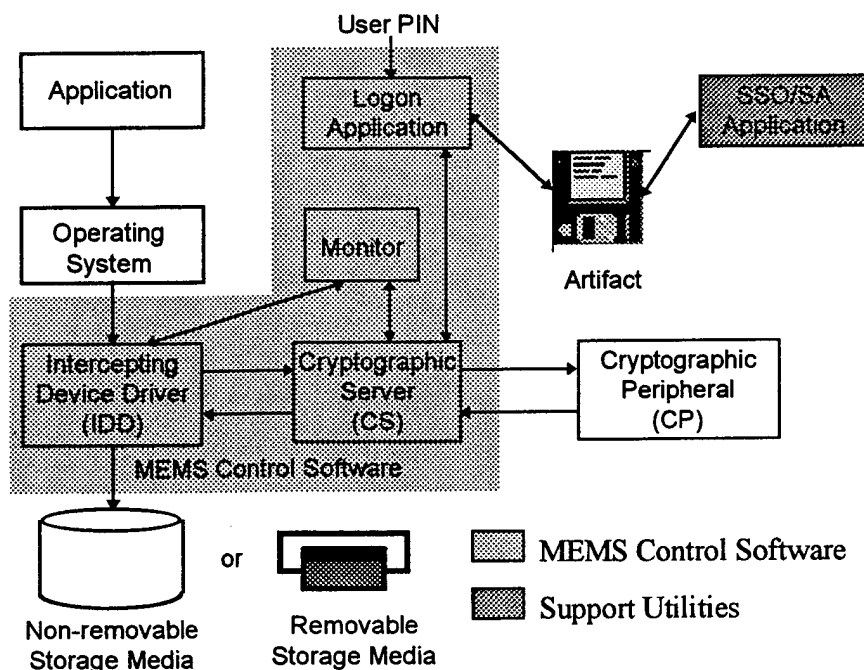 User PIN
Application
Logon
Application
SSO/SA
Application
Operating
System
Monitor
Artifact
Intercepting
Device Driver
(IDD)
Cryptographic
Server
(CS)
Cryptographic
Peripheral
(CP)
MEMS Control Software
or
MEMS Control Software
Support Utilities
Non-removable
Storage Media
Removable
Storage Media